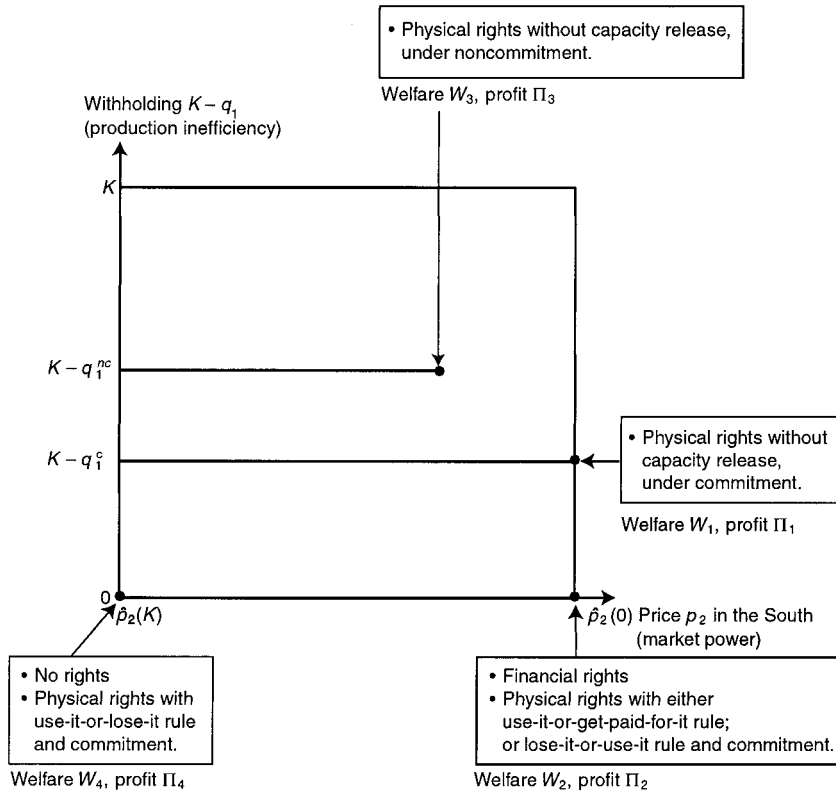 • Physical rights without capacity release,
under noncommitment.
Welfare W₃, profit Π₃
Withholding K – q₁
(production inefficiency)
K
K – q₁ⁿᶜ
K – q₁ᶜ
• Physical rights without
capacity release,
under commitment.
Welfare W₁, profit Π₁
0
p̂₂(K)
p̂₂(0) Price p₂ in the South
(market power)
• No rights
• Physical rights with
use-it-or-lose-it rule
and commitment.
Welfare W₄, profit Π₄
• Financial rights
• Physical rights with either
use-it-or-get-paid-for-it rule;
or lose-it-or-use-it rule and commitment.
Welfare W₂, profit Π₂